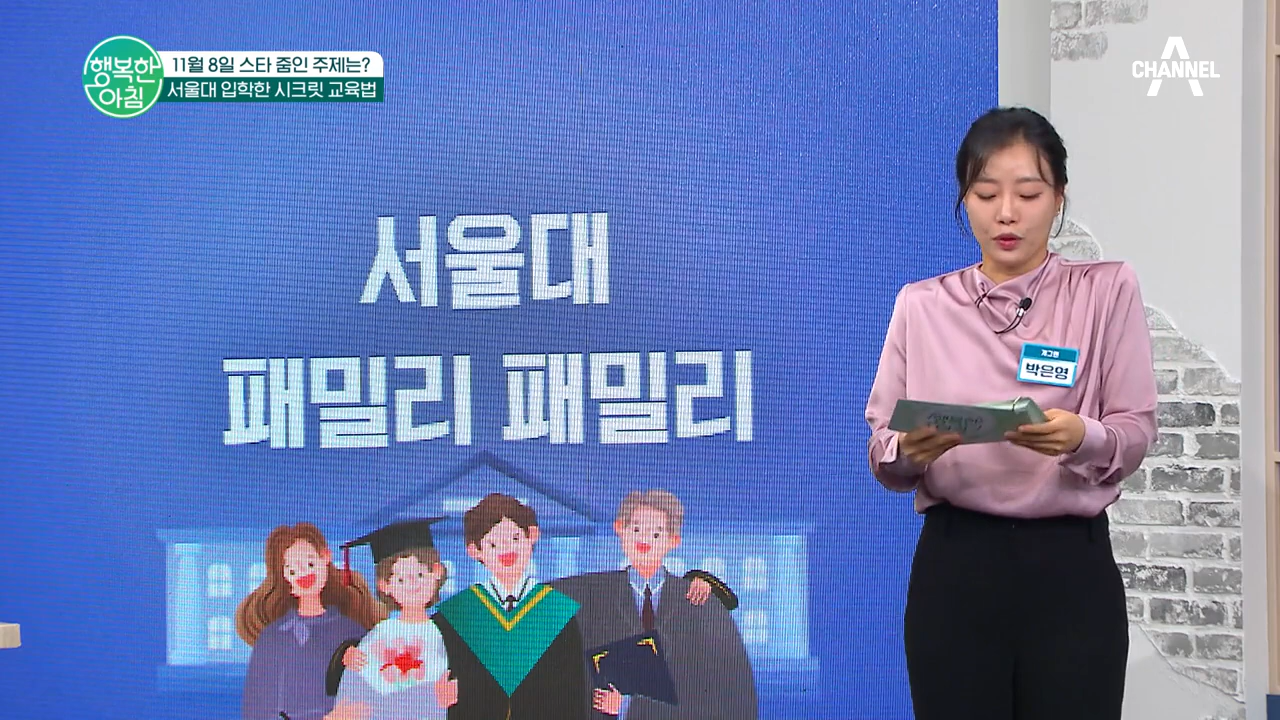 행복한
아침
11월 8일 스타 줌인 주제는?
서울대 입학한 시크릿 교육법
CHANNEL A
서울대
패밀리 패밀리
개그맨
박은영